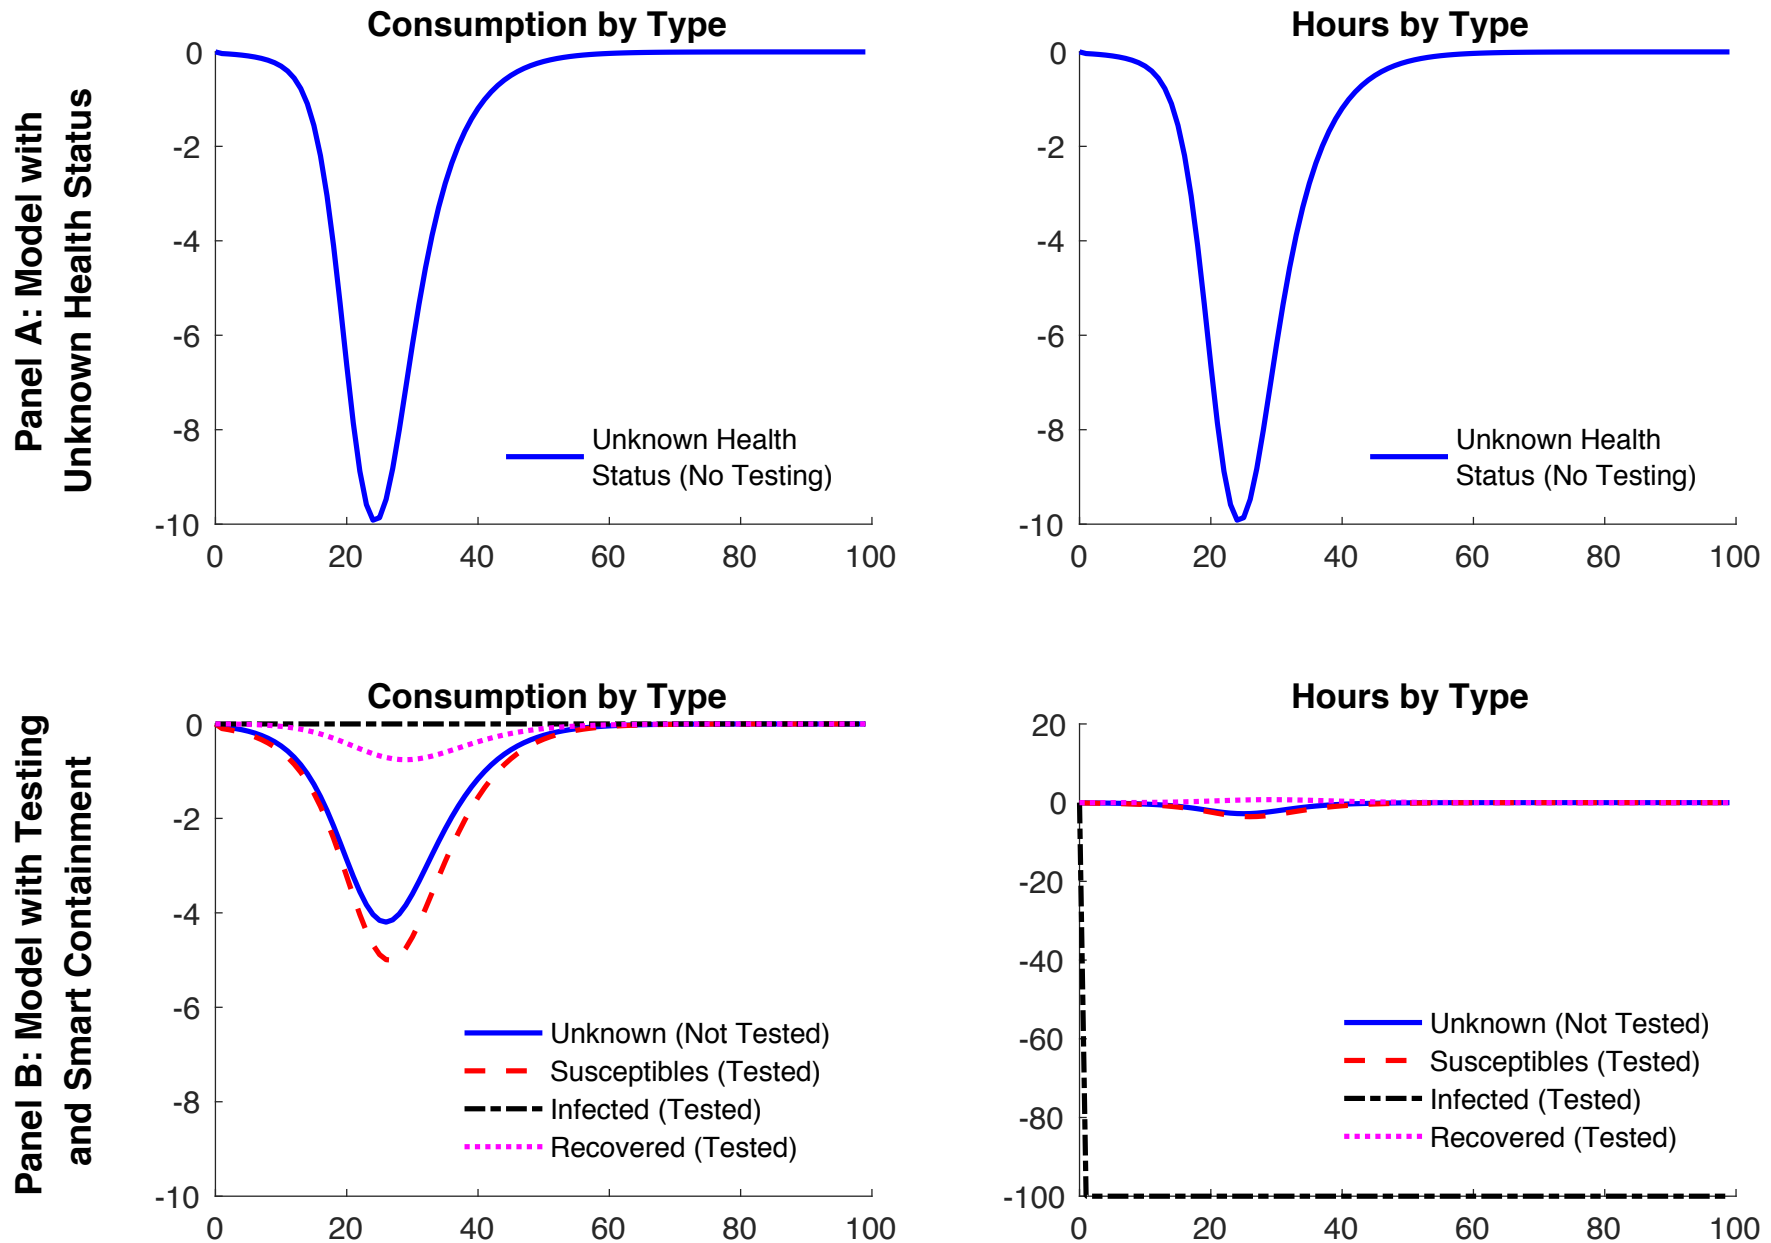 Panel A: Model with
Unknown Health Status
Consumption by Type
0
-2
-4
-6
-8
-10
0 20 40 60 80 100
Unknown Health
Status (No Testing)
Hours by Type
0
-2
-4
-6
-8
-10
0 20 40 60 80 100
Unknown Health
Status (No Testing)
Panel B: Model with Testing
and Smart Containment
Consumption by Type
0
-2
-4
-6
-8
-10
0 20 40 60 80 100
Unknown (Not Tested)
Susceptibles (Tested)
Infected (Tested)
Recovered (Tested)
Hours by Type
20
0
-20
-40
-60
-80
-100
0 20 40 60 80 100
Unknown (Not Tested)
Susceptibles (Tested)
Infected (Tested)
Recovered (Tested)